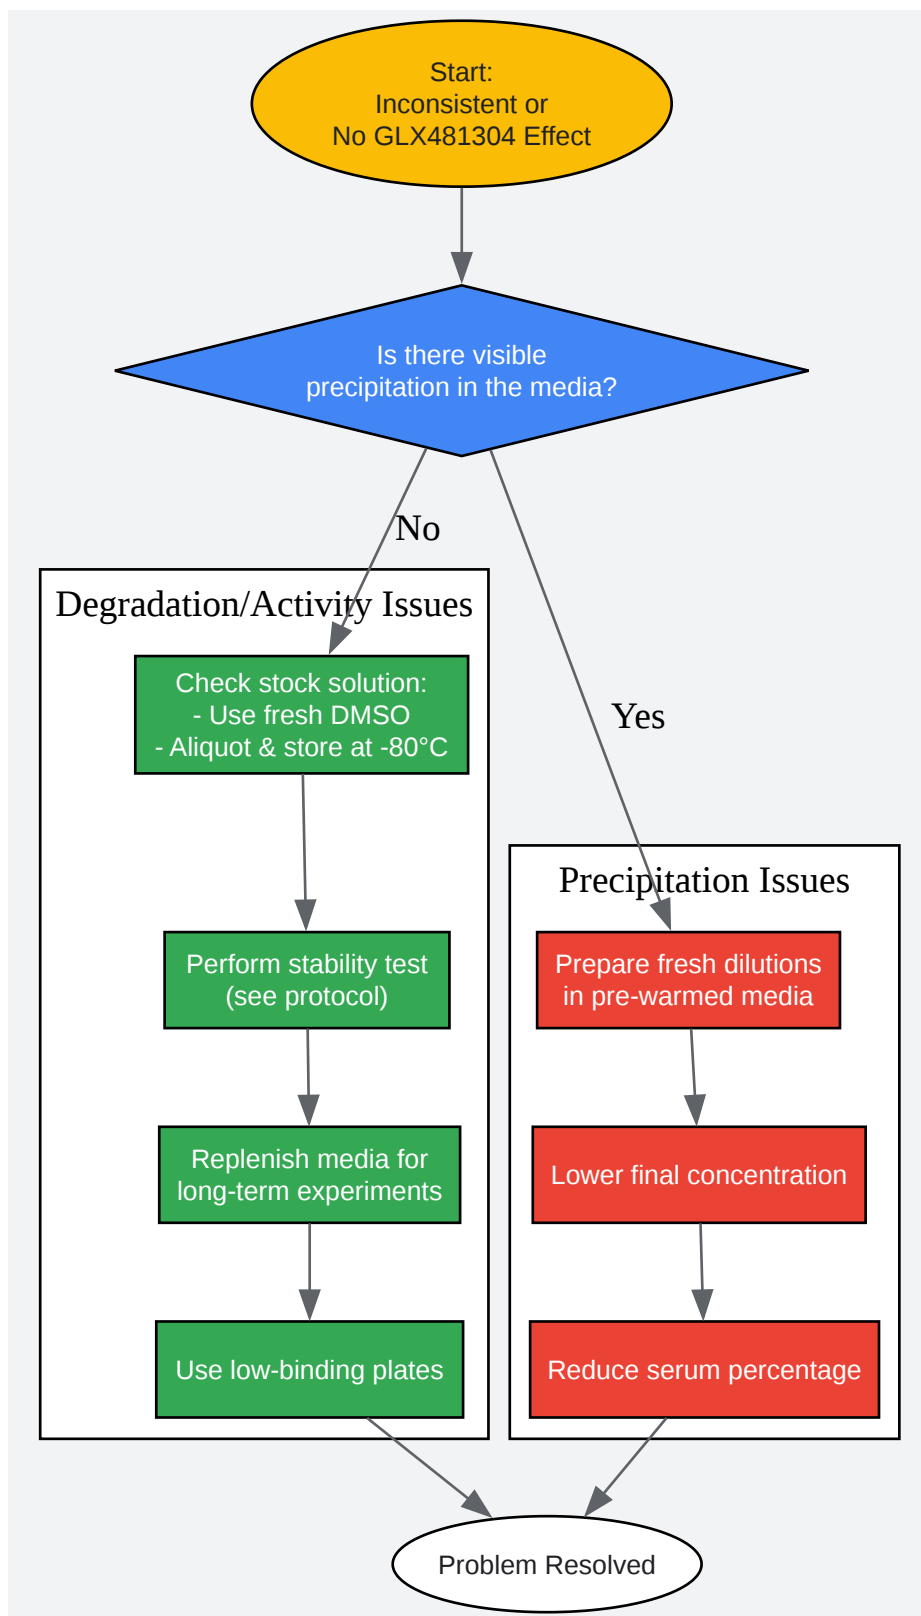 Start:
Inconsistent or
No GLX481304 Effect
Is there visible
precipitation in the media?
No
Yes
Degradation/Activity Issues
Check stock solution:
- Use fresh DMSO
- Aliquot & store at -80°C
Perform stability test
(see protocol)
Replenish media for
long-term experiments
Use low-binding plates
Precipitation Issues
Prepare fresh dilutions
in pre-warmed media
Lower final concentration
Reduce serum percentage
Problem Resolved